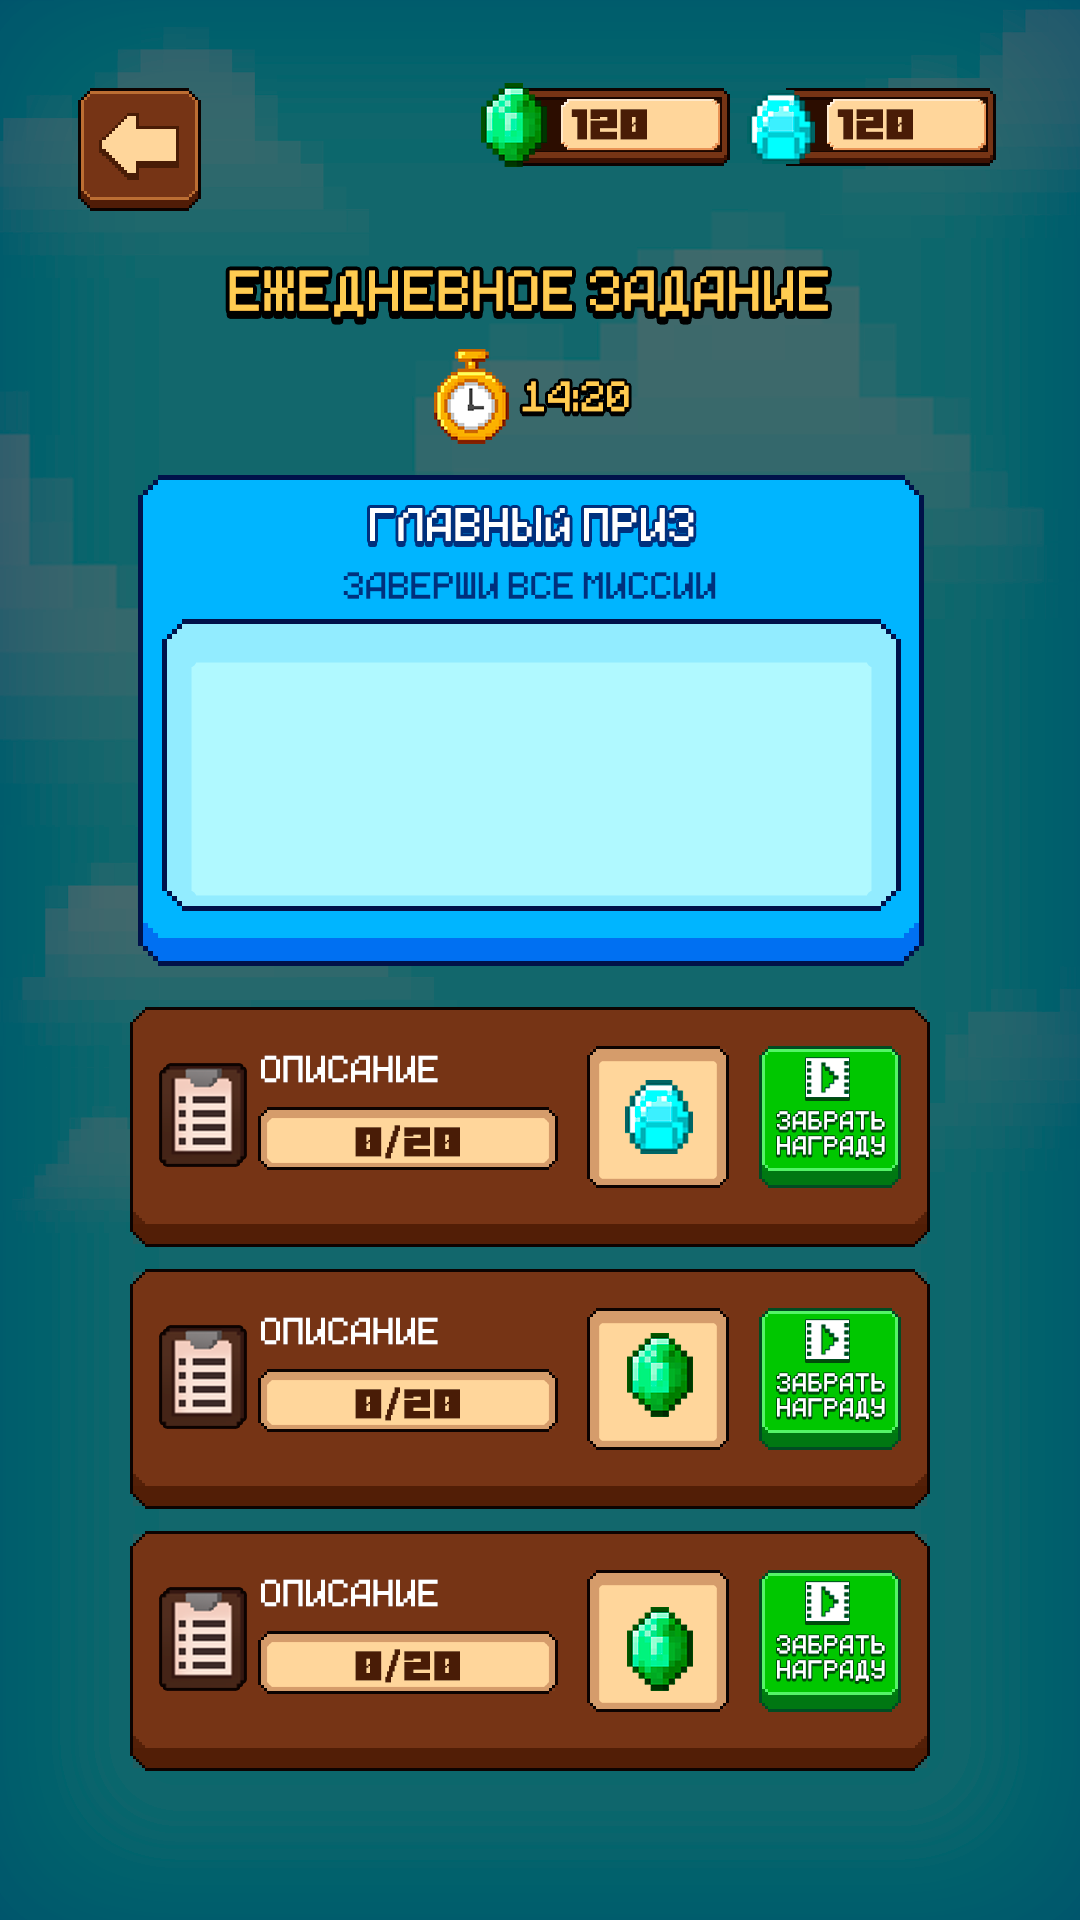 120
120
ЕЖЕДНЕВНОЕ ЗАДАНИЕ
14:20
ГЛАВНЫЙ ПРИЗ
ЗАВЕРШИ ВСЕ МИССИИ
ОПИСАНИЕ
0/20
ЗАБРАТЬ
НАГРАДУ
ОПИСАНИЕ
0/20
ЗАБРАТЬ
НАГРАДУ
ОПИСАНИЕ
0/20
ЗАБРАТЬ
НАГРАДУ